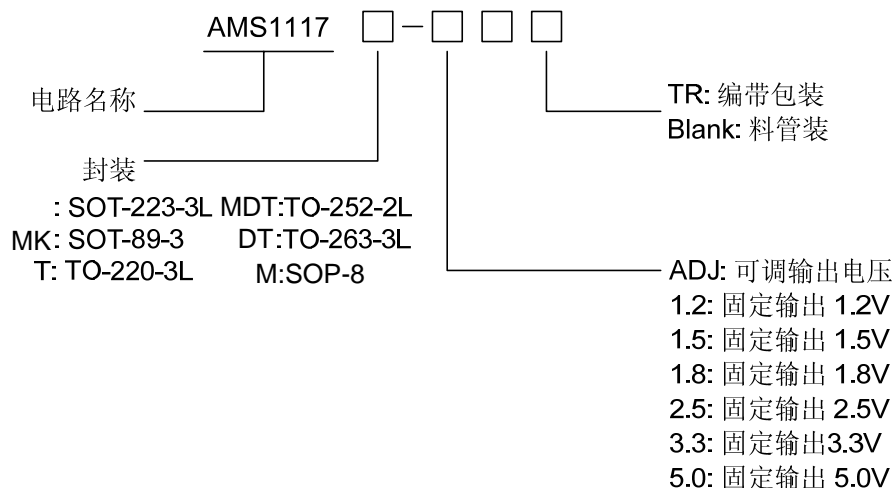 AMS1117 □-□ □ □
电路名称
TR: 编带包装
Blank: 料管装
封装
: SOT-223-3L MDT:TO-252-2L
MK: SOT-89-3 DT:TO-263-3L
T: TO-220-3L M:SOP-8
ADJ: 可调输出电压
1.2: 固定输出 1.2V
1.5: 固定输出 1.5V
1.8: 固定输出 1.8V
2.5: 固定输出 2.5V
3.3: 固定输出3.3V
5.0: 固定输出 5.0V